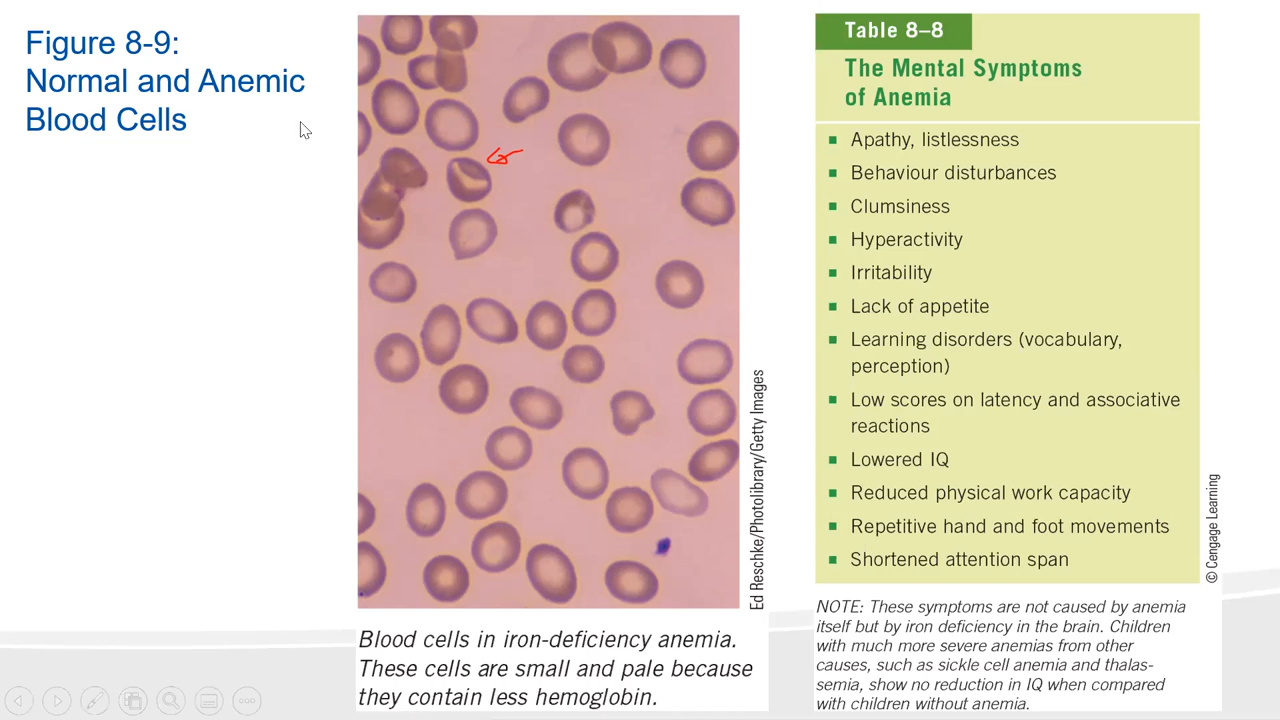 Figure 8-9:
Normal and Anemic
Blood Cells
Ed Reschke/Photolibrary/Getty Images
Blood cells in iron-deficiency anemia.
These cells are small and pale because
they contain less hemoglobin.
Table 8–8
The Mental Symptoms
of Anemia
■ Apathy, listlessness
■ Behaviour disturbances
■ Clumsiness
■ Hyperactivity
■ Irritability
■ Lack of appetite
■ Learning disorders (vocabulary,
perception)
■ Low scores on latency and associative
reactions
■ Lowered IQ
■ Reduced physical work capacity
■ Repetitive hand and foot movements
■ Shortened attention span
© Cengage Learning
NOTE: These symptoms are not caused by anemia
itself but by iron deficiency in the brain. Children
with much more severe anemias from other
causes, such as sickle cell anemia and thalas-
semia, show no reduction in IQ when compared
with children without anemia.